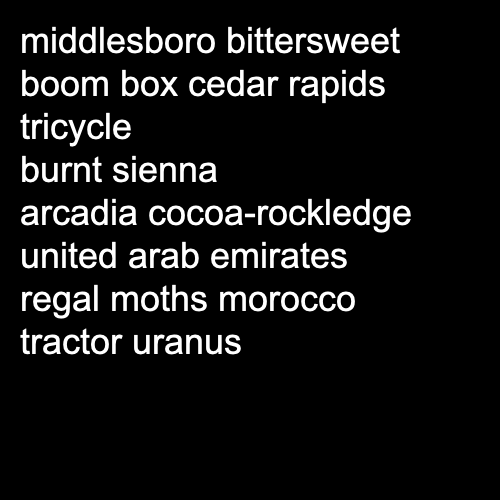 middlesboro bittersweet
boom box cedar rapids
tricycle
burnt sienna
arcadia cocoa-rockledge
united arab emirates
regal moths morocco
tractor uranus